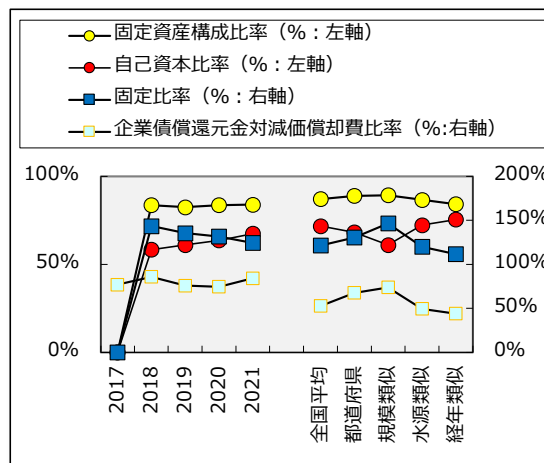 固定資産構成比率（%：左軸）
自己資本比率（%：左軸）
固定比率（%：右軸）
企業債償還元金対減価償却費比率（%:右軸）
100%
50%
0%
200%
150%
100%
50%
0%
2017
2018
2019
2020
2021
全国平均
都道府県
規模類似
水源類似
経年類似